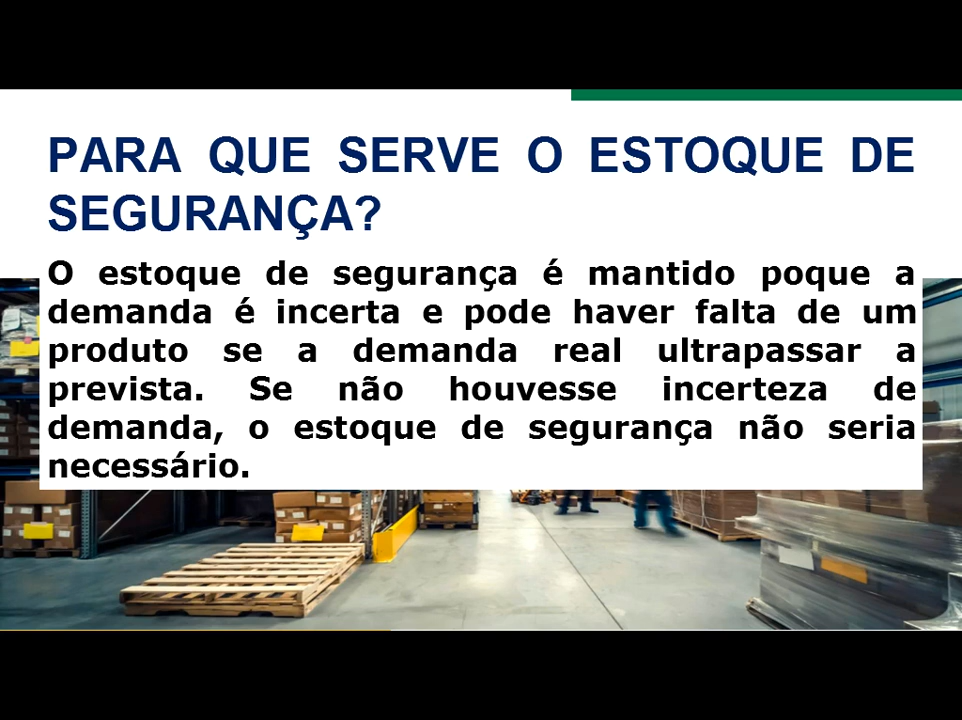 PARA QUE SERVE O ESTOQUE DE
SEGURANÇA?
O estoque de segurança é mantido poque a
demanda é incerta e pode haver falta de um
produto se a demanda real ultrapassar a
prevista. Se não houvesse incerteza de
demanda, o estoque de segurança não seria
necessário.